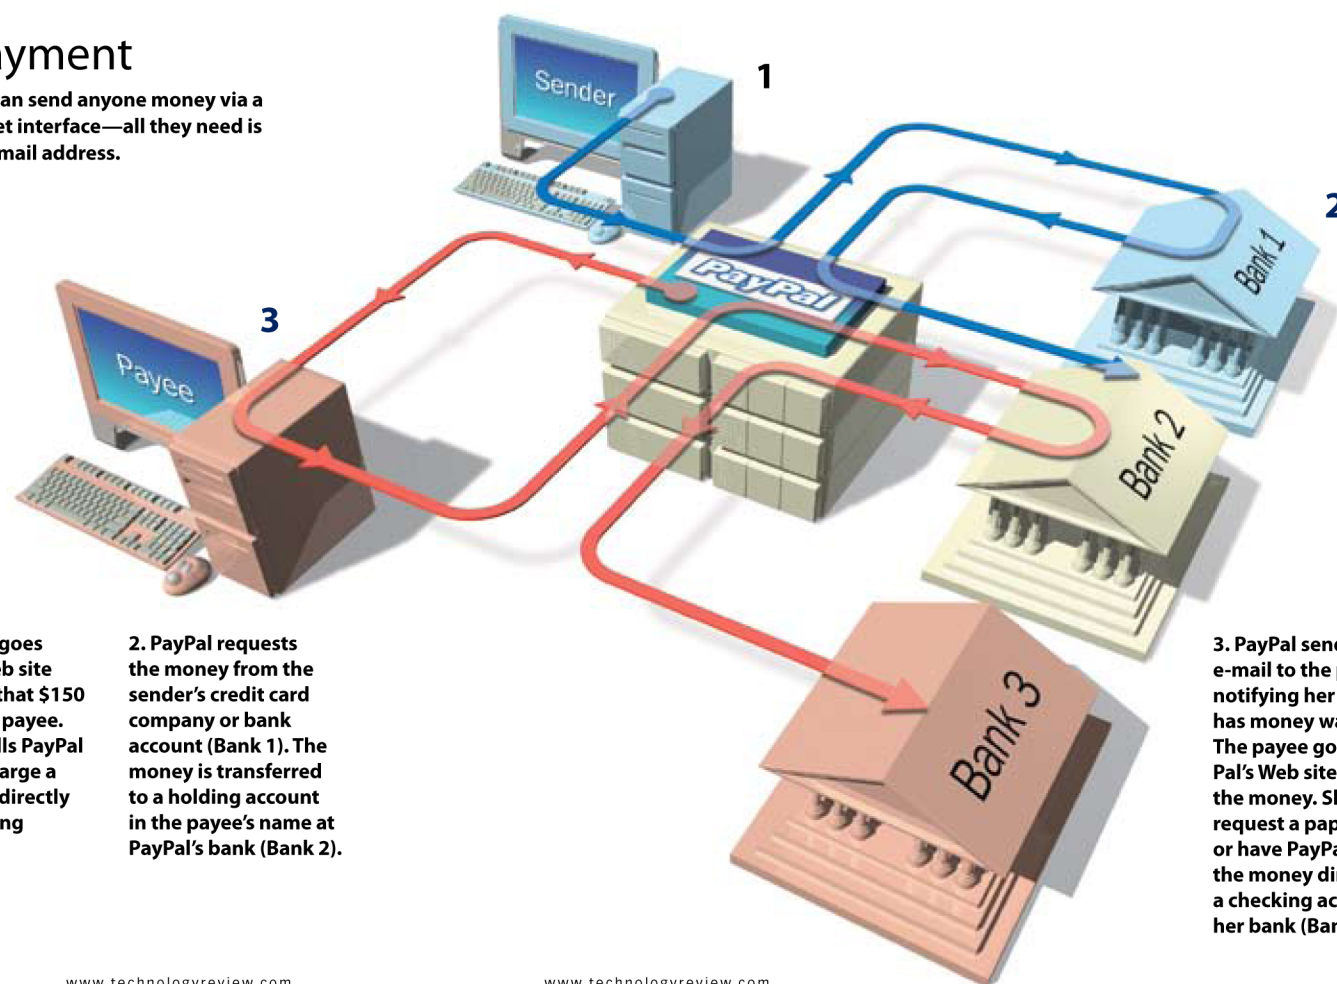 ayment
an send anyone money via a
et interface—all they need is
mail address.
Sender
1
2
Bank 1
PayPal
3
Payee
Bank 2
Bank 3
goes
eb site
that $150
payee.
lls PayPal
arge a
directly
ng
2. PayPal requests
the money from the
sender's credit card
company or bank
account (Bank 1). The
money is transferred
to a holding account
in the payee's name at
PayPal's bank (Bank 2).
3. PayPal send
e-mail to the p
notifying her
has money wa
The payee go
Pal's Web site
the money. Sh
request a pap
or have PayPa
the money dir
a checking ac
her bank (Ban
www.technologyreview.com
www.technologyreview.com